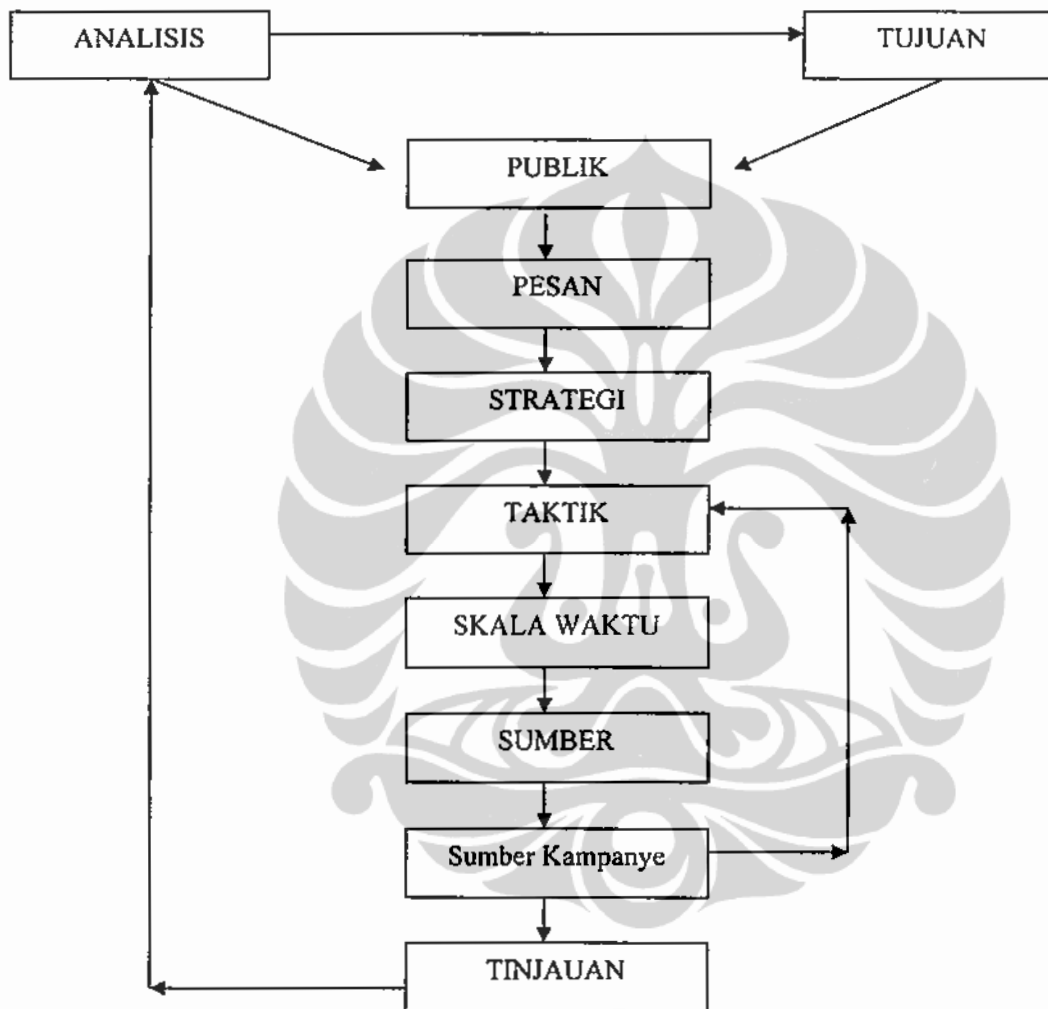 ANALISIS
TUJUAN
PUBLIK
PESAN
STRATEGI
TAKTIK
SKALA WAKTU
SUMBER
Sumber Kampanye
TINJAUAN